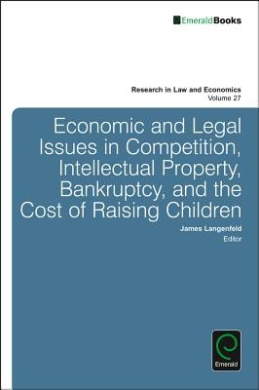 EmeraldBooks
Research in Law and Economics
Volume 27
Economic and Legal
Issues in Competition,
Intellectual Property,
Bankruptcy, and the
Cost of Raising Children
James Langenfeld
Editor
Emerald